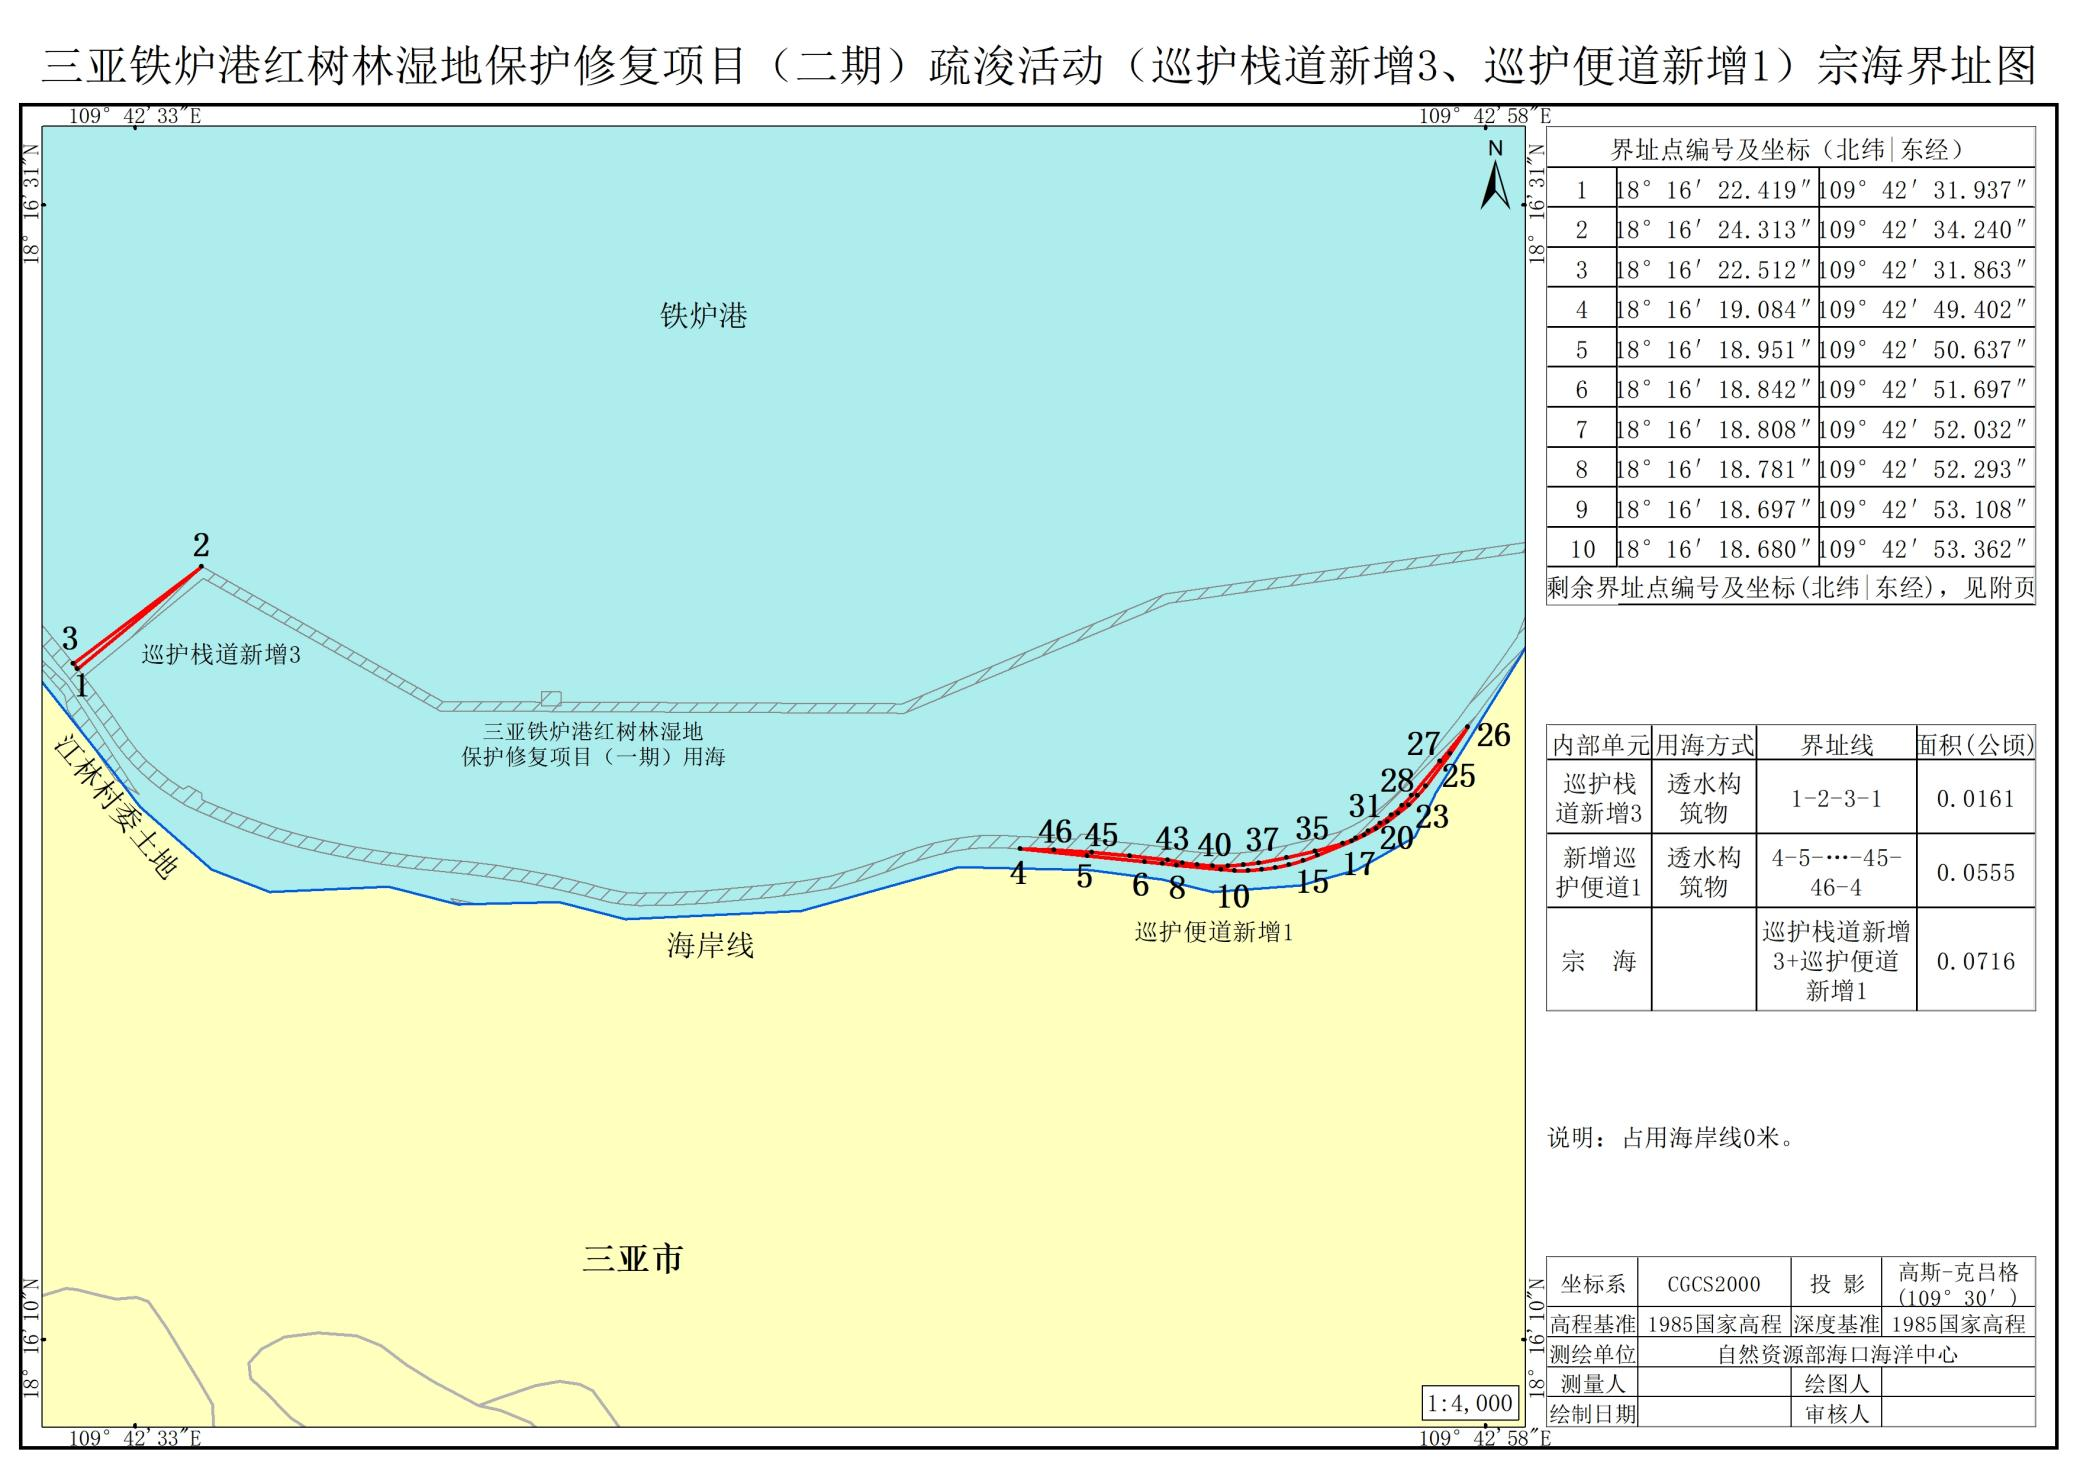 三亚铁炉港红树林湿地保护修复项目（二期）疏浚活动（巡护栈道新增3、巡护便道新增1）宗海界址图
109° 42′33″E
109° 42′58″E
18° 16′31″N
18° 16′31″N
N
铁炉港
2
3
1
巡护栈道新增3
三亚铁炉港红树林湿地
保护修复项目（一期）用海
江林村委土地
26
27
25
28
31
23
20
46
45
43
40
37
35
17
4
5
6
8
10
15
巡护便道新增1
海岸线
三亚市
18° 16′10″N
18° 16′10″N
1:4,000
109° 42′33″E
109° 42′58″E
界址点编号及坐标（北纬|东经）
1 18° 16′ 22.419″ 109° 42′ 31.937″
2 18° 16′ 24.313″ 109° 42′ 34.240″
3 18° 16′ 22.512″ 109° 42′ 31.863″
4 18° 16′ 19.084″ 109° 42′ 49.402″
5 18° 16′ 18.951″ 109° 42′ 50.637″
6 18° 16′ 18.842″ 109° 42′ 51.697″
7 18° 16′ 18.808″ 109° 42′ 52.032″
8 18° 16′ 18.781″ 109° 42′ 52.293″
9 18° 16′ 18.697″ 109° 42′ 53.108″
10 18° 16′ 18.680″ 109° 42′ 53.362″
剩余界址点编号及坐标(北纬|东经)，见附页
内部单元 用海方式 界址线 面积(公顷)
巡护栈道新增3 透水构筑物 1-2-3-1 0.0161
新增巡护便道1 透水构筑物 4-5-…-45-46-4 0.0555
宗 海 巡护栈道新增3+巡护便道新增1 0.0716
说明：占用海岸线0米。
坐标系 CGCS2000 投 影 高斯-克吕格(109° 30′)
高程基准 1985国家高程 深度基准 1985国家高程
测绘单位 自然资源部海口海洋中心
测量人 绘图人
绘制日期 审核人